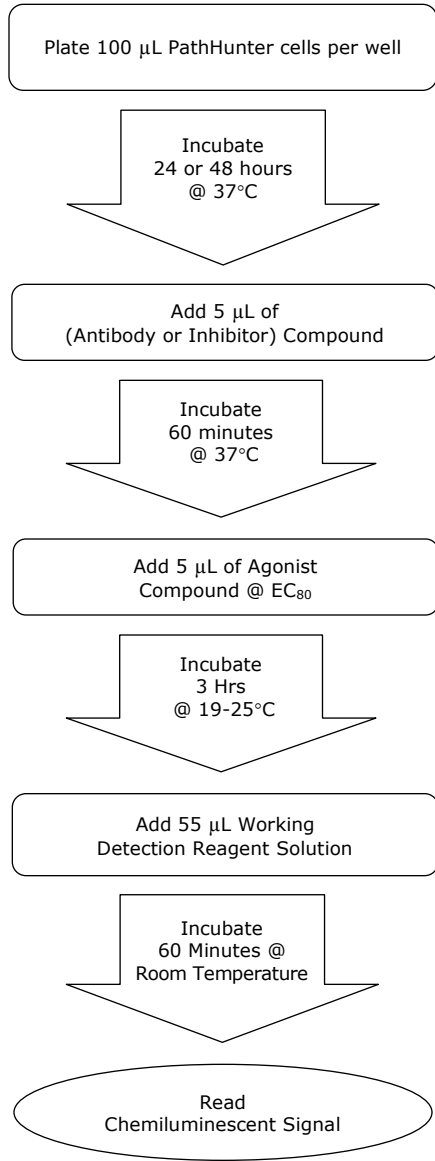 Plate 100 μL PathHunter cells per well
Incubate
24 or 48 hours
@ 37°C
Add 5 μL of
(Antibody or Inhibitor) Compound
Incubate
60 minutes
@ 37°C
Add 5 μL of Agonist
Compound @ EC₈₀
Incubate
3 Hrs
@ 19-25°C
Add 55 μL Working
Detection Reagent Solution
Incubate
60 Minutes @
Room Temperature
Read
Chemiluminescent Signal